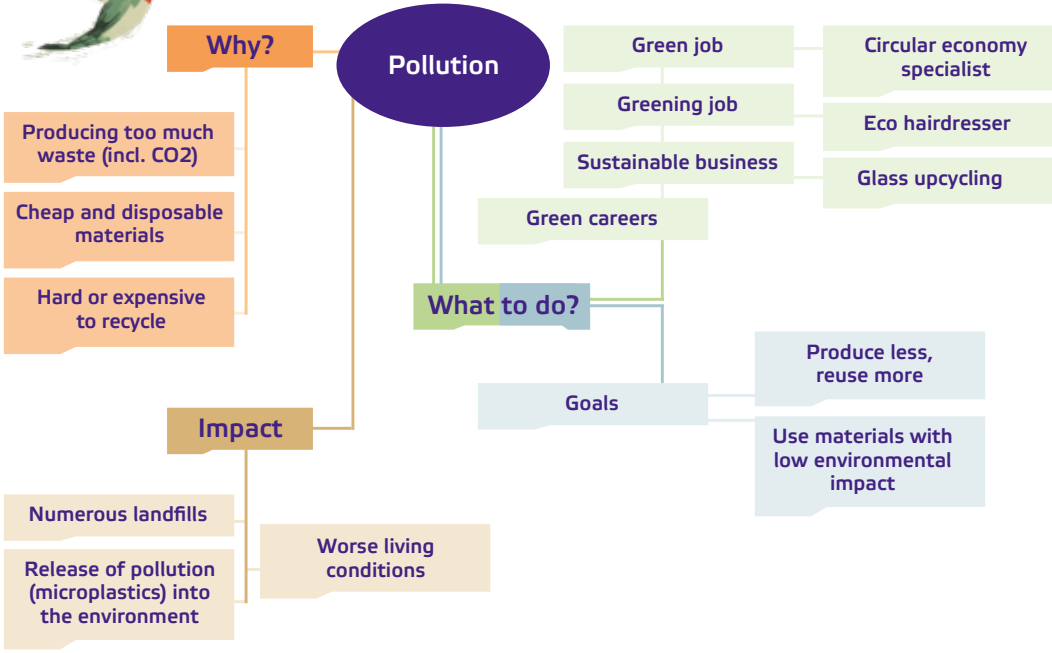 Pollution
Why?
Producing too much
waste (incl. CO2)
Cheap and disposable
materials
Hard or expensive
to recycle
Impact
Numerous landfills
Release of pollution
(microplastics) into
the environment
Worse living
conditions
What to do?
Green careers
Green job
Circular economy
specialist
Greening job
Eco hairdresser
Sustainable business
Glass upcycling
Goals
Produce less,
reuse more
Use materials with
low environmental
impact